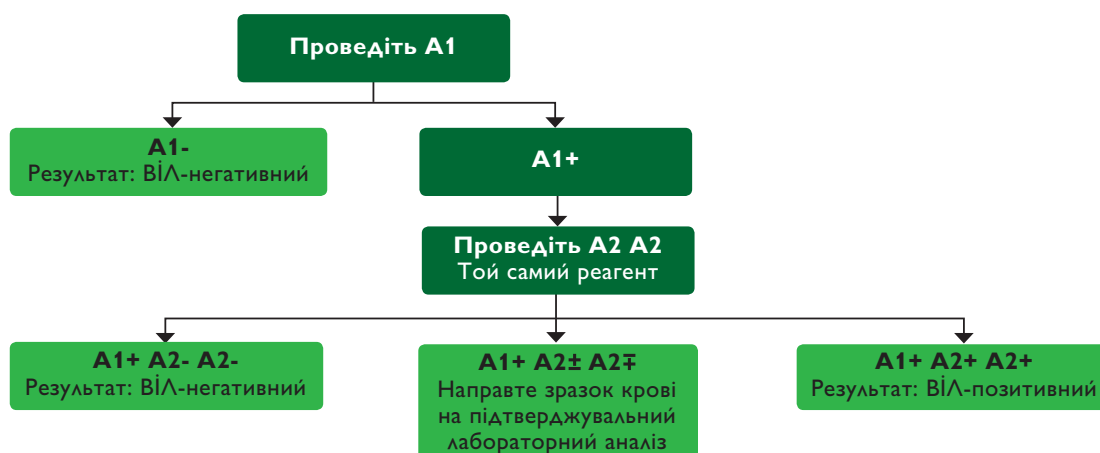 Проведіть А1
А1-
Результат: ВІЛ-негативний
А1+
Проведіть А2 А2
Той самий реагент
А1+ А2- А2-
Результат: ВІЛ-негативний
А1+ А2± А2∓
Направте зразок крові
на підтверджувальний
лабораторний аналіз
А1+ А2+ А2+
Результат: ВІЛ-позитивний